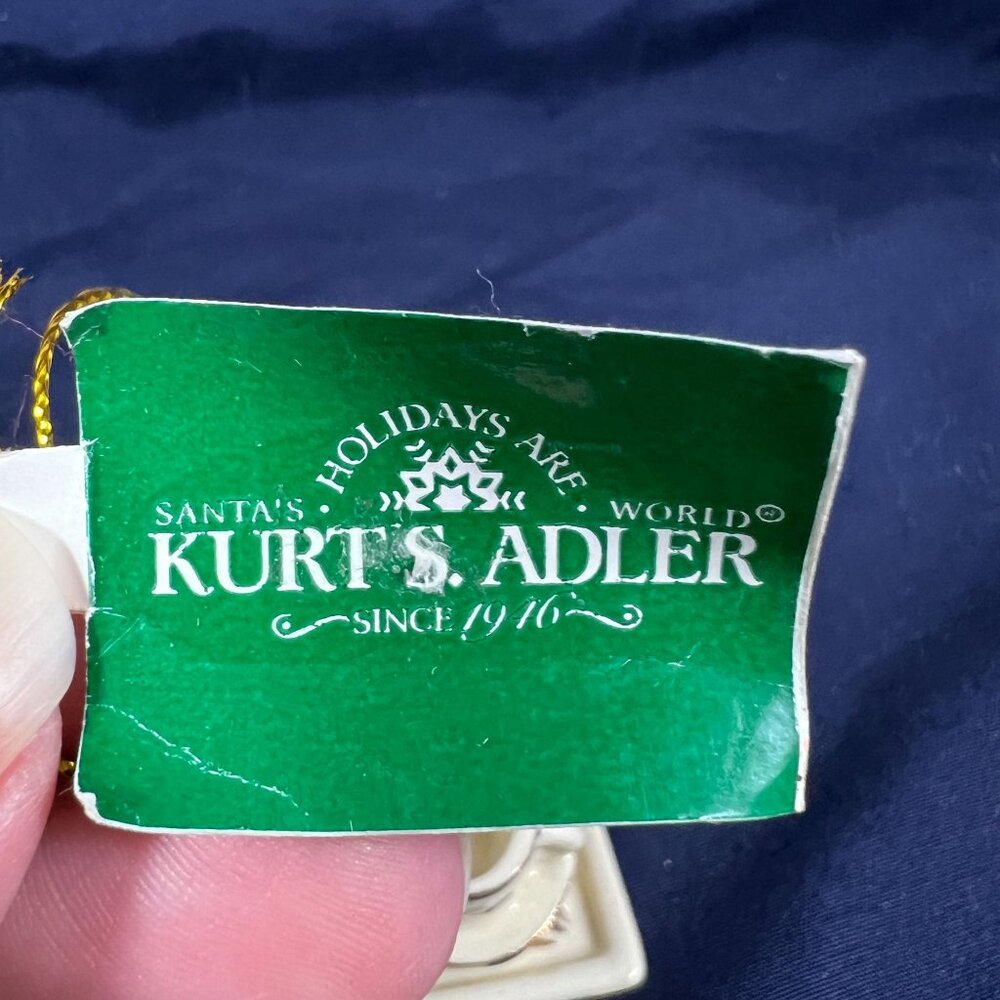 HOLIDAYS ARE
SANTA'S · · WORLD®
KURT S. ADLER
SINCE 1946